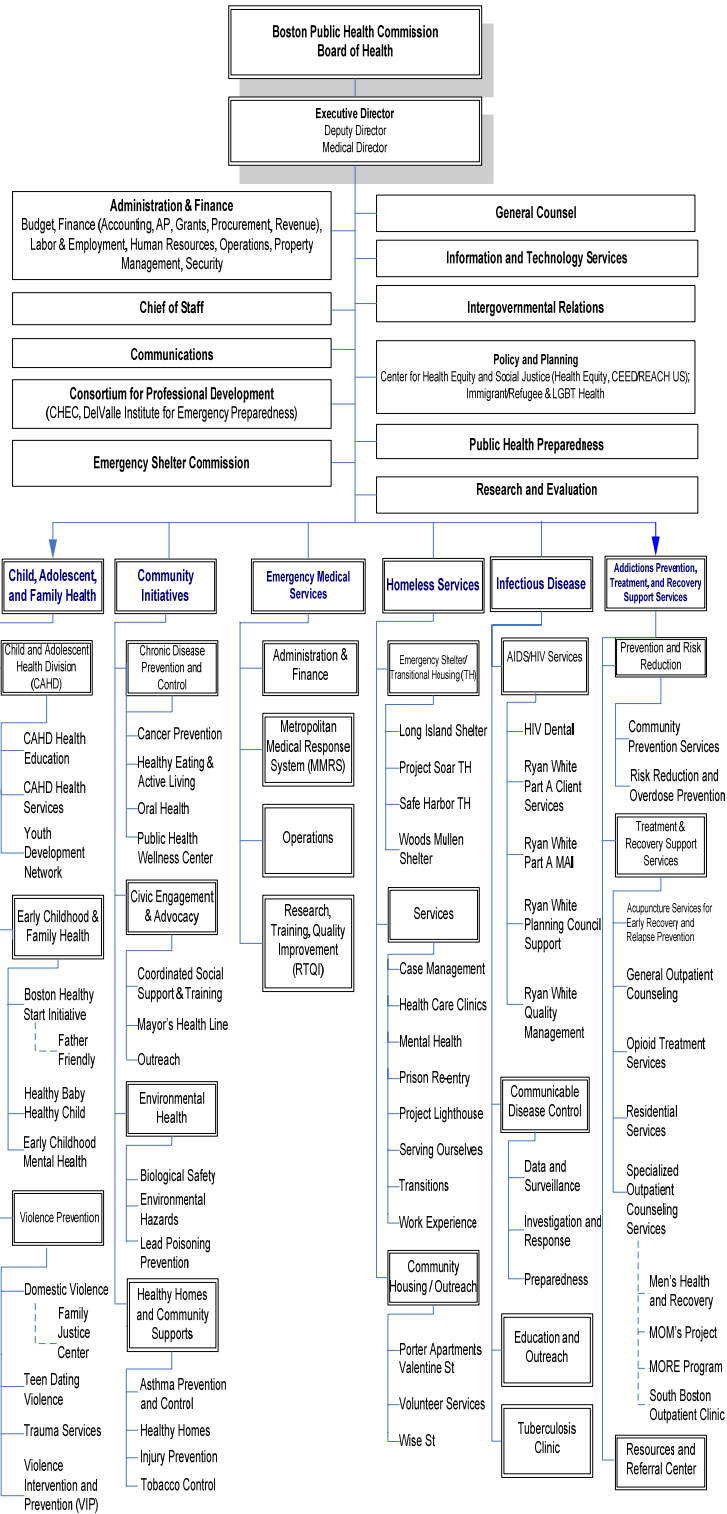 Boston Public Health Commission
Board of Health
Executive Director
Deputy Director
Medical Director
Administration & Finance
Budget, Finance (Accounting, AP, Grants, Procurement, Revenue),
Labor & Employment, Human Resources, Operations, Property
Management, Security
Chief of Staff
Communications
Consortium for Professional Development
(CHEC, DelValle Institute for Emergency Preparedness)
Emergency Shelter Commission
General Counsel
Information and Technology Services
Intergovernmental Relations
Policy and Planning
Center for Health Equity and Social Justice (Health Equity, CEED/REACH US);
Immigrant/Refugee & LGBT Health
Public Health Preparedness
Research and Evaluation
Child, Adolescent,
and Family Health
Child and Adolescent
Health Division
(CAHD)
CAHD Health
Education
CAHD Health
Services
Youth
Development
Network
Early Childhood &
Family Health
Boston Healthy
Start Initiative
Father
Friendly
Healthy Baby
Healthy Child
Early Childhood
Mental Health
Violence Prevention
Domestic Violence
Family
Justice
Center
Teen Dating
Violence
Trauma Services
Violence
Intervention and
Prevention (VIP)
Community
Initiatives
Chronic Disease
Prevention and
Control
Cancer Prevention
Healthy Eating &
Active Living
Oral Health
Public Health
Wellness Center
Civic Engagement
& Advocacy
Coordinated Social
Support & Training
Mayor's Health Line
Outreach
Environmental
Health
Biological Safety
Environmental
Hazards
Lead Poisoning
Prevention
Healthy Homes
and Community
Supports
Asthma Prevention
and Control
Healthy Homes
Injury Prevention
Tobacco Control
Emergency Medical
Services
Administration &
Finance
Metropolitan
Medical Response
System (MMRS)
Operations
Research,
Training, Quality
Improvement
(RTQI)
Homeless Services
Emergency Shelter/
Transitional Housing (TH)
Long Island Shelter
Project Soar TH
Safe Harbor TH
Woods Mullen
Shelter
Services
Case Management
Health Care Clinics
Mental Health
Prison Re-entry
Project Lighthouse
Serving Ourselves
Transitions
Work Experience
Community
Housing / Outreach
Porter Apartments
Valentine St
Volunteer Services
Wise St
Infectious Disease
AIDS/HIV Services
HIV Dental
Ryan White
Part A Client
Services
Ryan White
Part A MAI
Ryan White
Planning Council
Support
Ryan White
Quality
Management
Communicable
Disease Control
Data and
Surveillance
Investigation and
Response
Preparedness
Education and
Outreach
Tuberculosis
Clinic
Addictions Prevention,
Treatment, and Recovery
Support Services
Prevention and Risk
Reduction
Community
Prevention Services
Risk Reduction and
Overdose Prevention
Treatment &
Recovery Support
Services
Acupuncture Services for
Early Recovery and
Relapse Prevention
General Outpatient
Counseling
Opioid Treatment
Services
Residential
Services
Specialized
Outpatient
Counseling
Services
Men's Health
and Recovery
MOM's Project
MORE Program
South Boston
Outpatient Clinic
Resources and
Referral Center